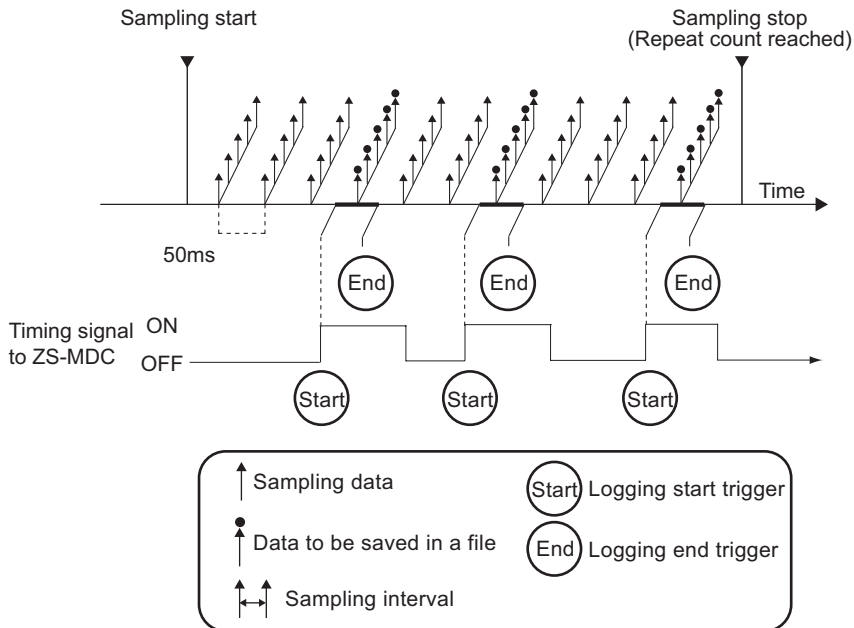 Sampling start
Sampling stop
(Repeat count reached)
Time
50ms
End
End
End
Timing signal
to ZS-MDC
ON
OFF
Start
Start
Start
Sampling data
Start
Logging start trigger
Data to be saved in a file
End
Logging end trigger
Sampling interval